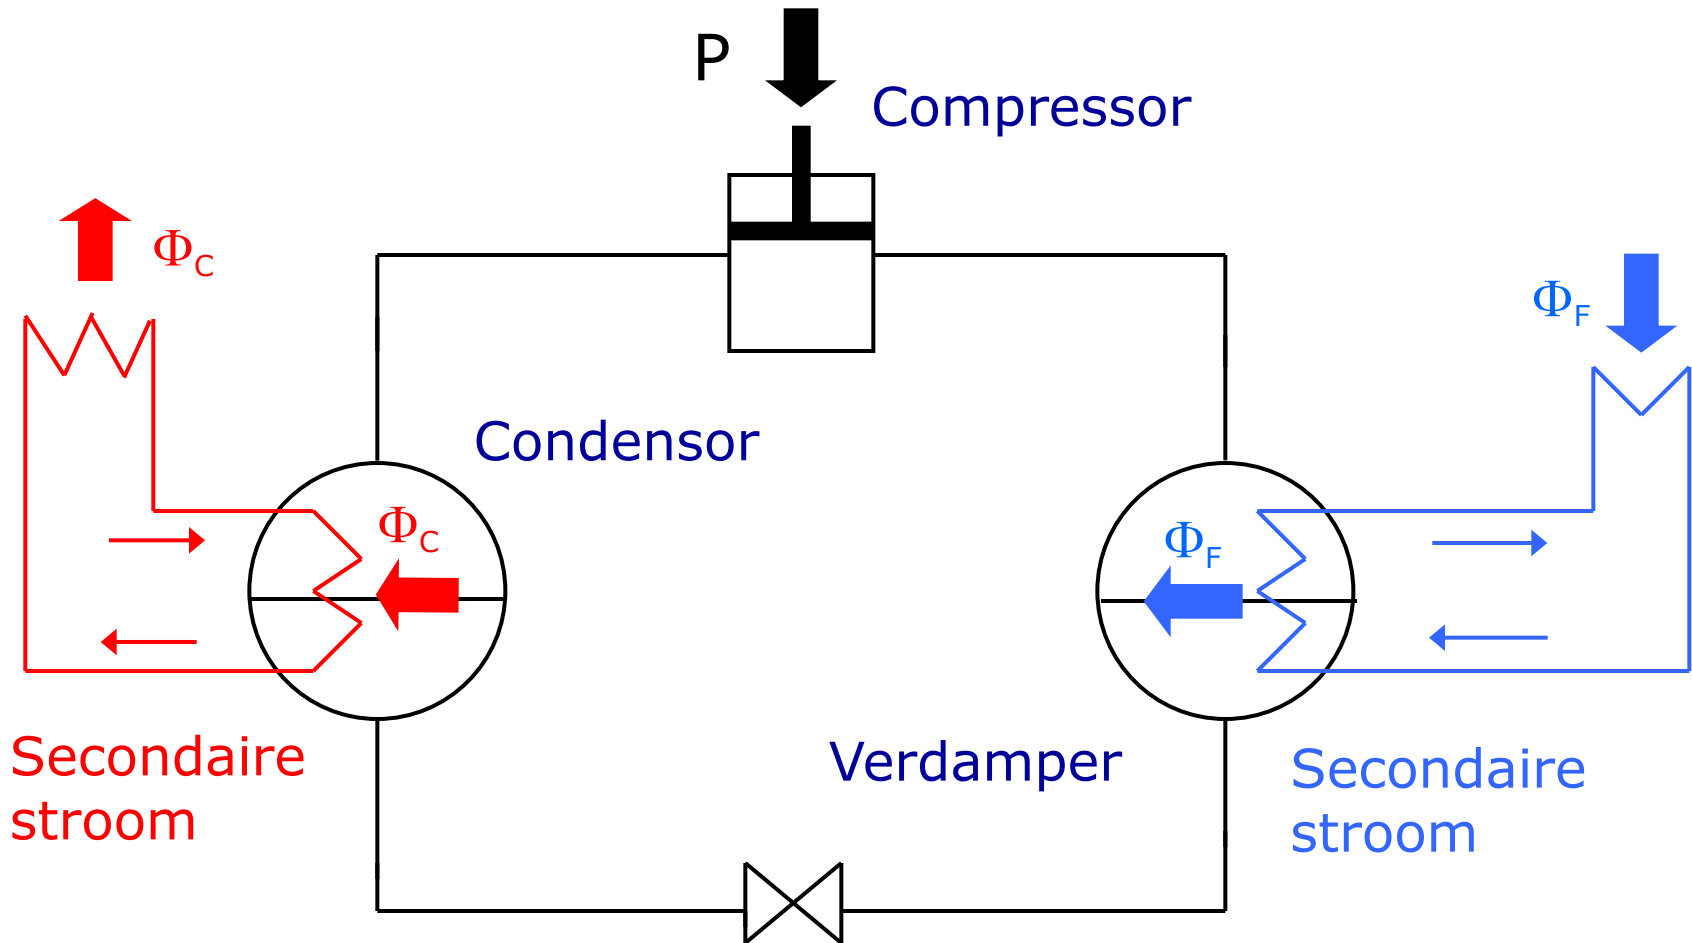 P
Compressor
ΦC
ΦF
Condensor
ΦC
ΦF
Secondaire
stroom
Verdamper
Secondaire
stroom